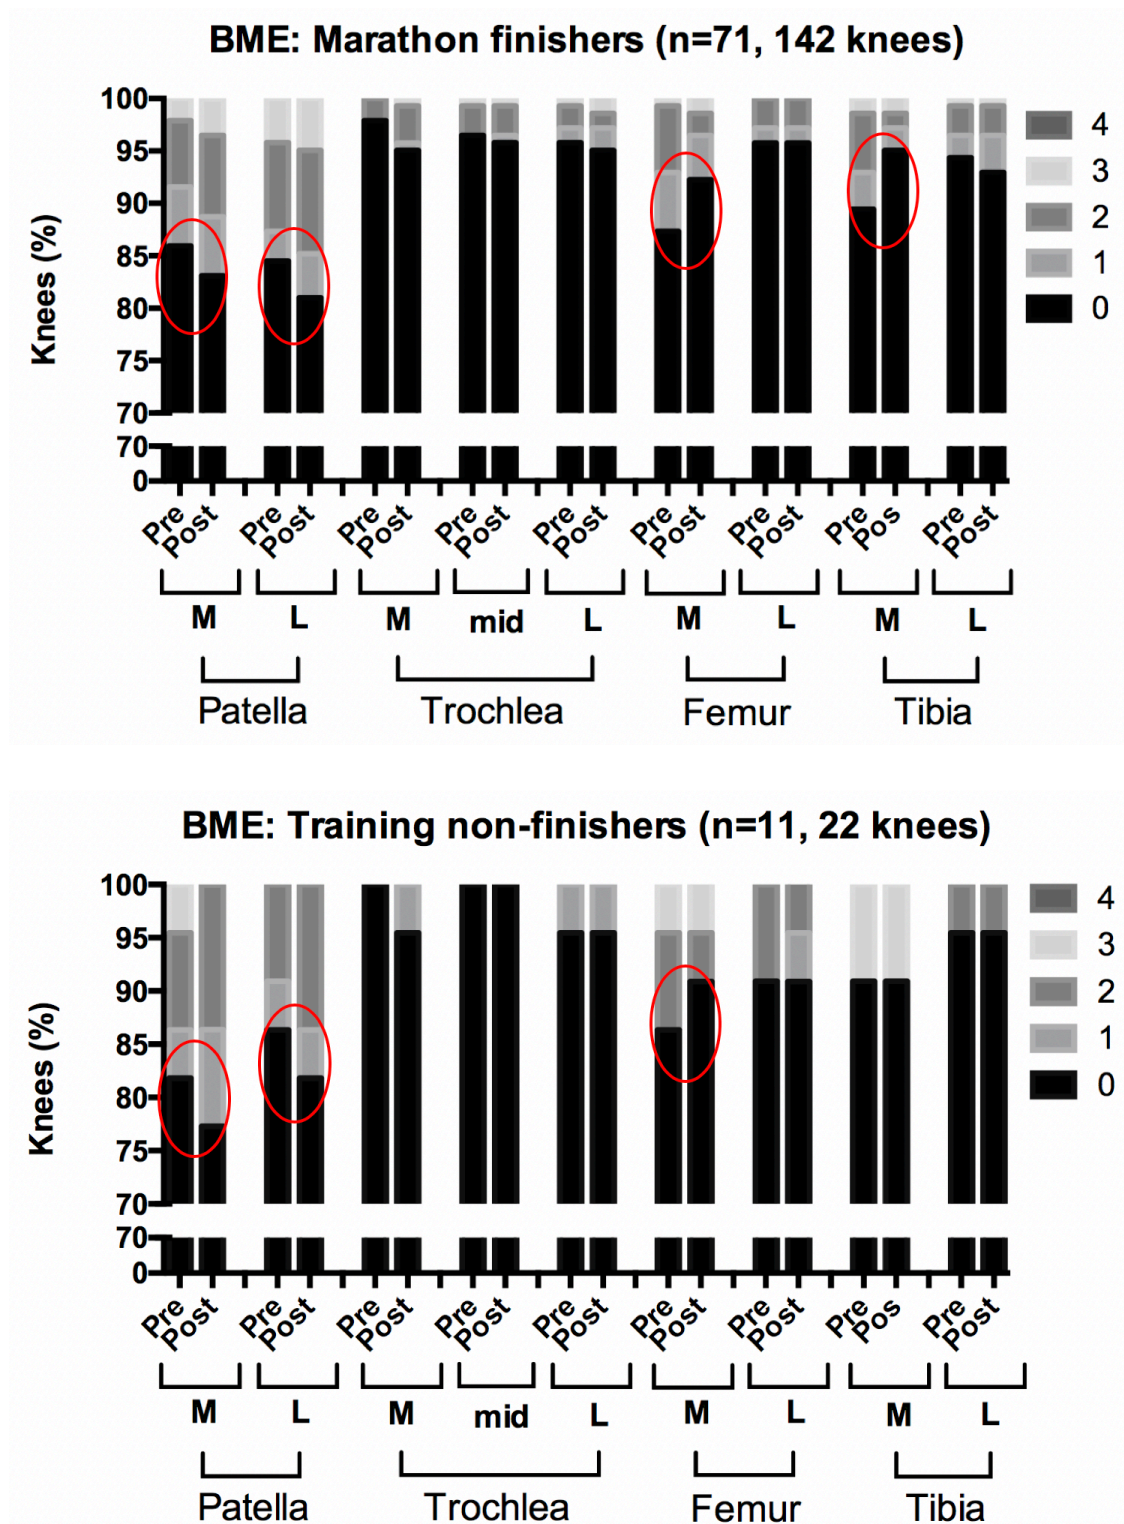 BME: Marathon finishers (n=71, 142 knees)
Knees (%)
100
95
90
85
80
75
70
70
0
4
3
2
1
0
Pre Post Pre Post Pre Post Pre Post Pre Post Pre Post Pre Post Pre Pos Pre Post
M L M mid L M L M L
Patella Trochlea Femur Tibia
BME: Training non-finishers (n=11, 22 knees)
Knees (%)
100
95
90
85
80
75
70
70
0
4
3
2
1
0
Pre Post Pre Post Pre Post Pre Post Pre Post Pre Post Pre Post Pre Pos Pre Post
M L M mid L M L M L
Patella Trochlea Femur Tibia